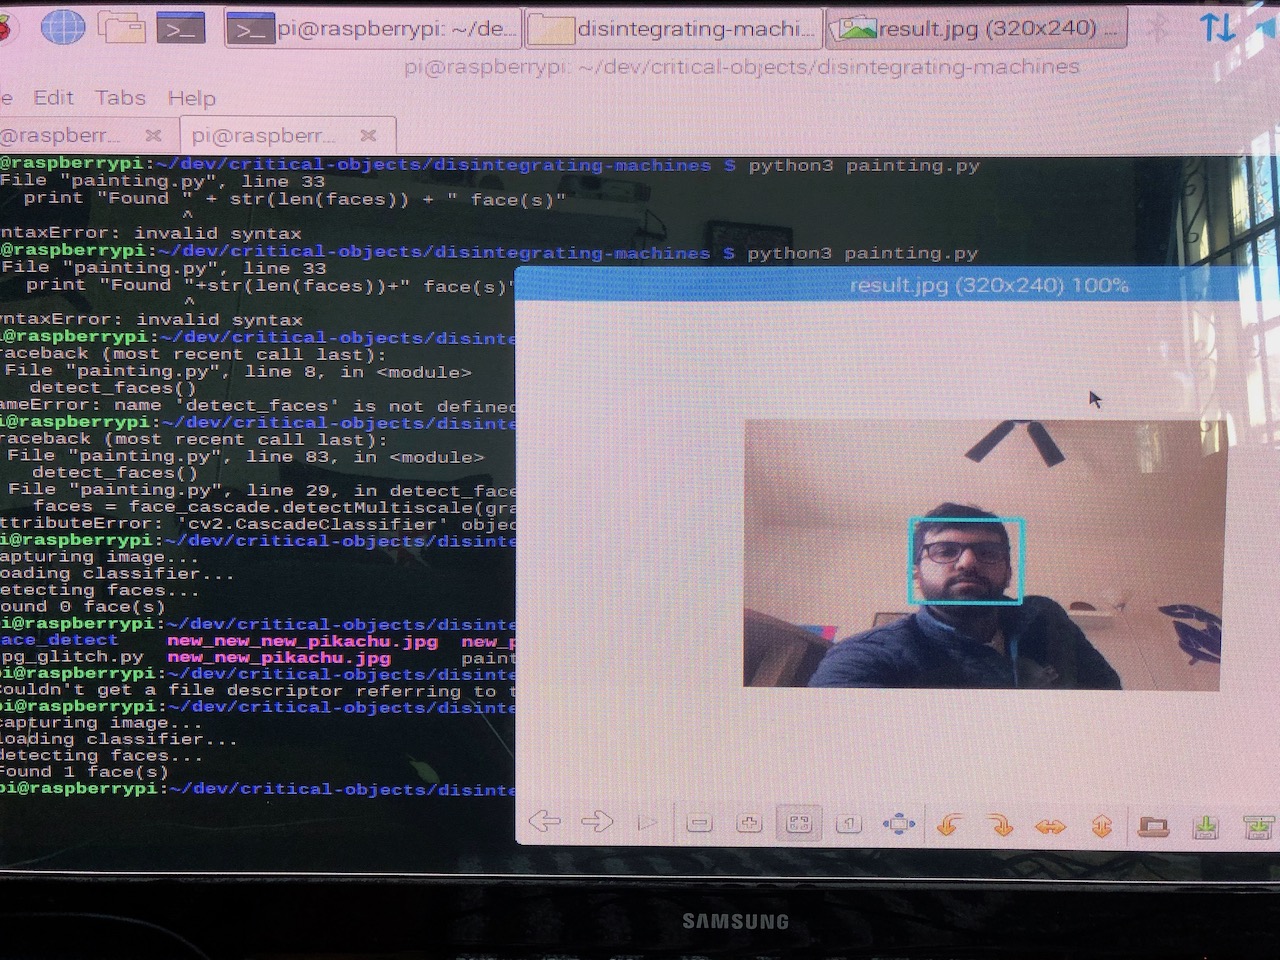 pi@raspberrypi: ~/de...
disintegrating-machi...
result.jpg (320x240) ...
pi@raspberrypi: ~/dev/critical-objects/disintegrating-machines
e Edit Tabs Help
@raspberr...
pi@raspberr...
@raspberrypi:~/dev/critical-objects/disintegrating-machines $ python3 painting.py
File "painting.py", line 33
print "Found " + str(len(faces)) + " face(s)"
^
ntaxError: invalid syntax
@raspberrypi:~/dev/critical-objects/disintegrating-machines $ python3 painting.py
File "painting.py", line 33
print "Found "+str(len(faces))+" face(s)"
^
ntaxError: invalid syntax
i@raspberrypi:~/dev/critical-objects/disinte
raceback (most recent call last):
File "painting.py", line 8, in <module>
detect_faces()
ameError: name 'detect_faces' is not defined
i@raspberrypi:~/dev/critical-objects/disinte
raceback (most recent call last):
File "painting.py", line 83, in <module>
detect_faces()
File "painting.py", line 29, in detect_face
faces = face_cascade.detectMultiscale(gra
ttributeError: 'cv2.CascadeClassifier' objec
i@raspberrypi:~/dev/critical-objects/disinte
apturing image...
oading classifier...
etecting faces...
ound 0 face(s)
pi@raspberrypi:~/dev/critical-objects/disinte
ace_detect new_new_new_pikachu.jpg new_p
pg_glitch.py new_new_pikachu.jpg paint
pi@raspberrypi:~/dev/critical-objects/disinte
Couldn't get a file descriptor referring to t
pi@raspberrypi:~/dev/critical-objects/disinte
capturing image...
loading classifier...
detecting faces...
Found 1 face(s)
pi@raspberrypi:~/dev/critical-objects/disinte
result.jpg (320x240) 100%
SAMSUNG